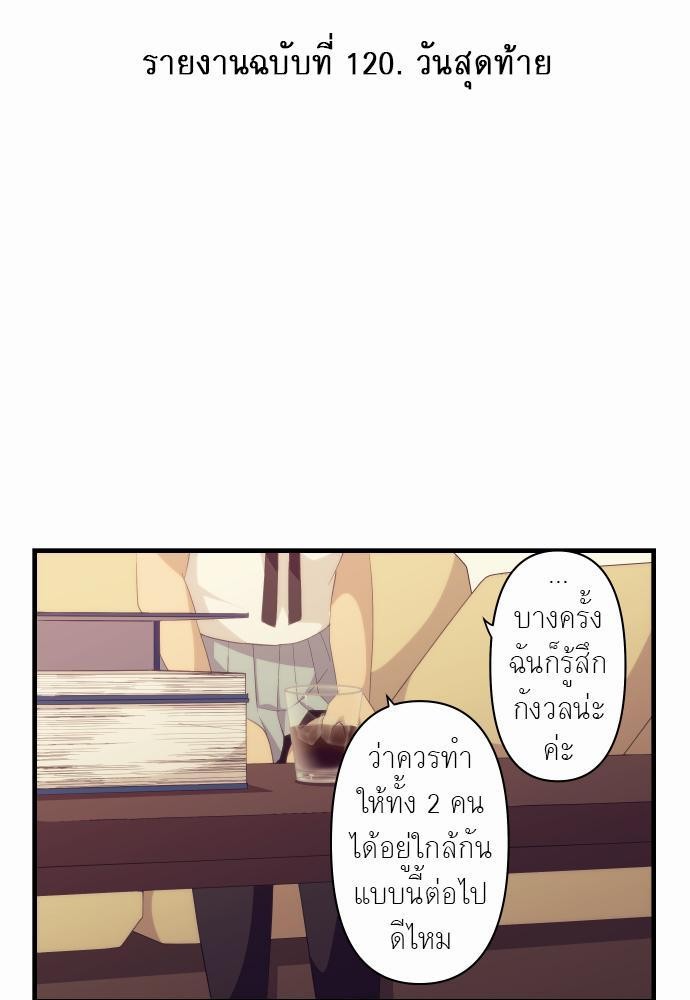 รายงานฉบับที่ 120. วันสุดท้าย
...
บางครั้ง
ฉันก็รู้สึก
กังวลน่ะ
ค่ะ
ว่าควรทำ
ให้ทั้ง 2 คน
ได้อยู่ใกล้กัน
แบบนี้ต่อไป
ดีไหม